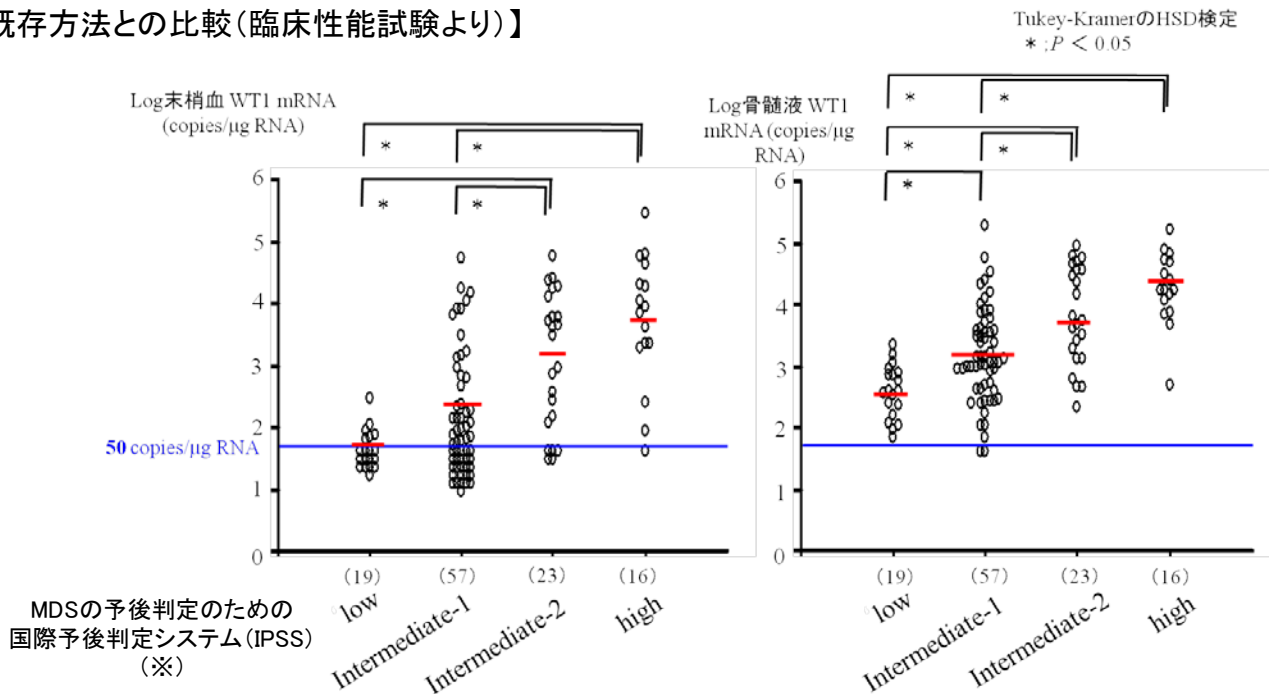 既存方法との比較(臨床性能試験より)】
Tukey-KramerのHSD検定
* ;P < 0.05
Log末梢血 WT1 mRNA
(copies/μg RNA)
* *
* *
6
5
4
3
2
1
0
50 copies/μg RNA
(19) (57) (23) (16)
low Intermediate-1 Intermediate-2 high
Log骨髄液 WT1
mRNA (copies/μg
RNA)
* *
* *
*
6
5
4
3
2
1
0
(19) (57) (23) (16)
low Intermediate-1 Intermediate-2 high
MDSの予後判定のための
国際予後判定システム(IPSS)
(※)